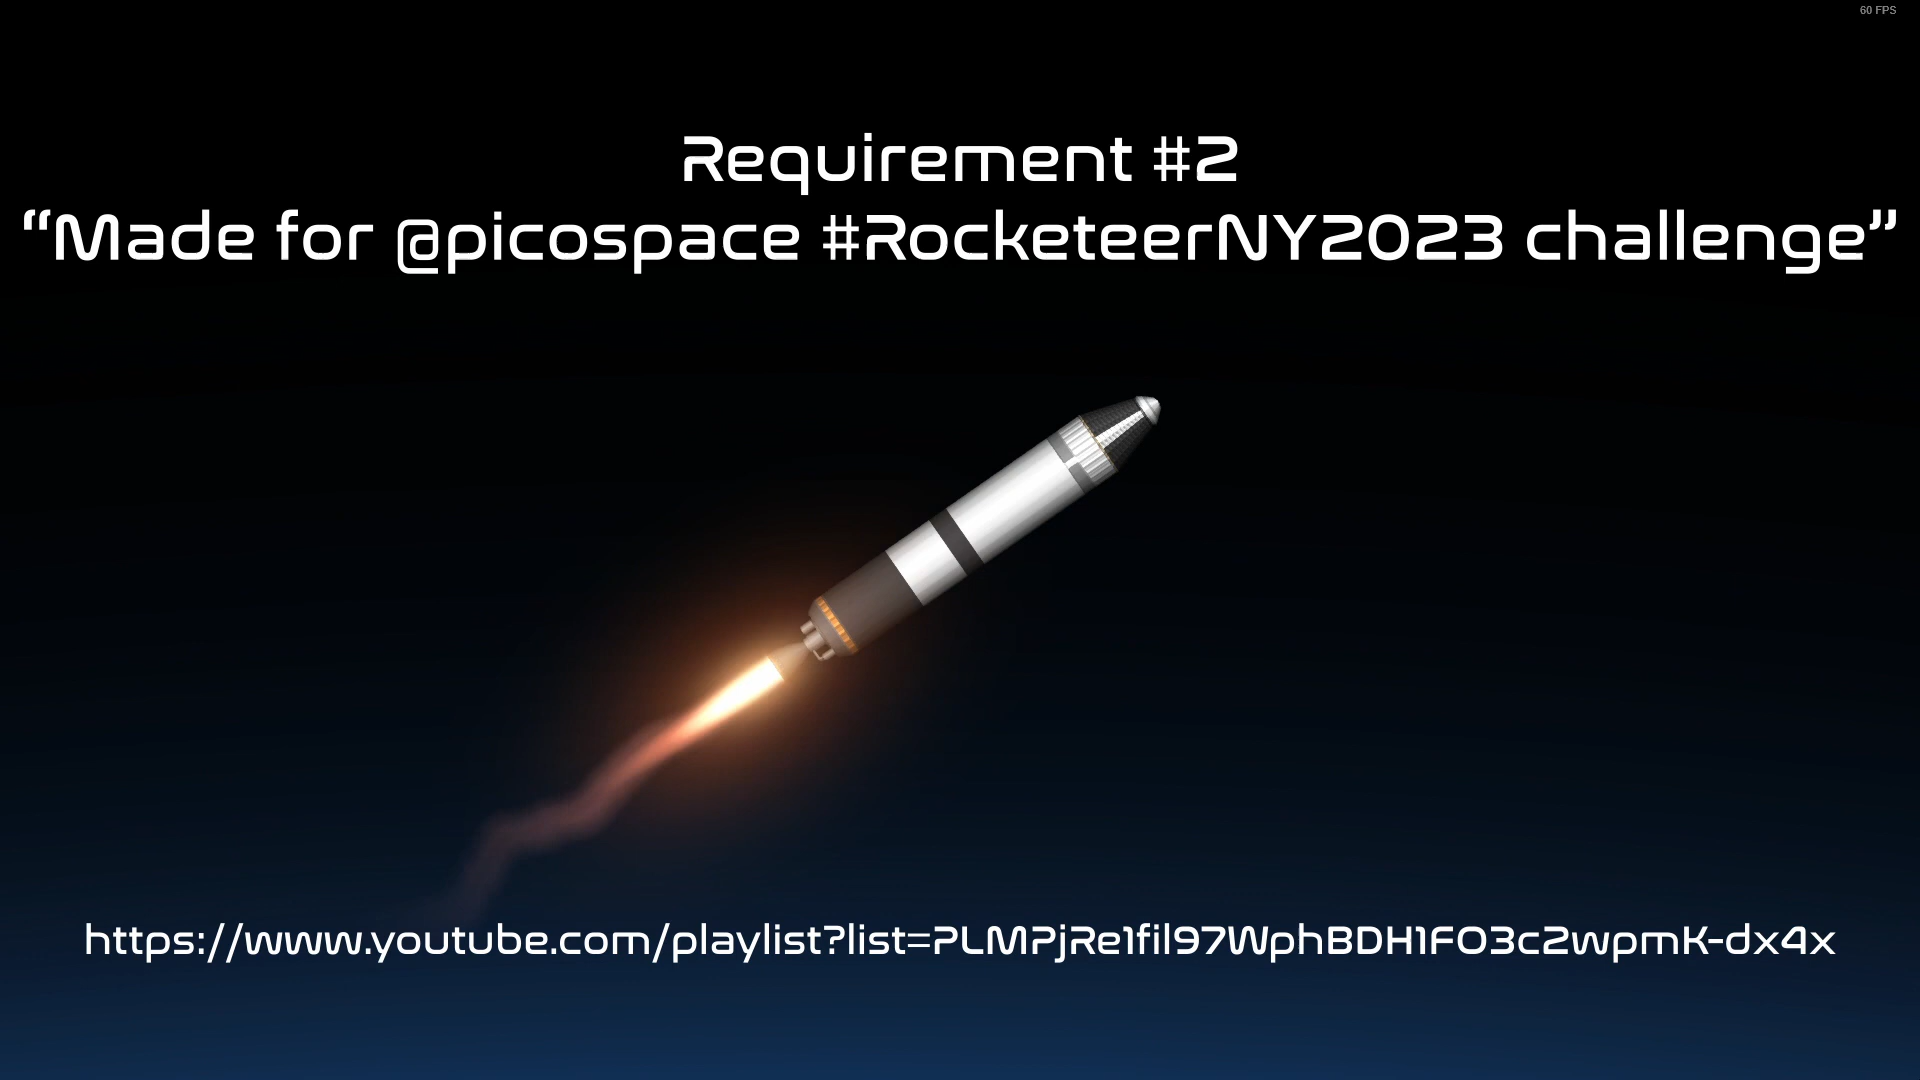 60 FPS
Requirement #2
“Made for @picospace #RocketeerNY2023 challenge”
https://www.youtube.com/playlist?list=PLMPjRe1fil97WphBDH1FO3c2wpmK-dx4x